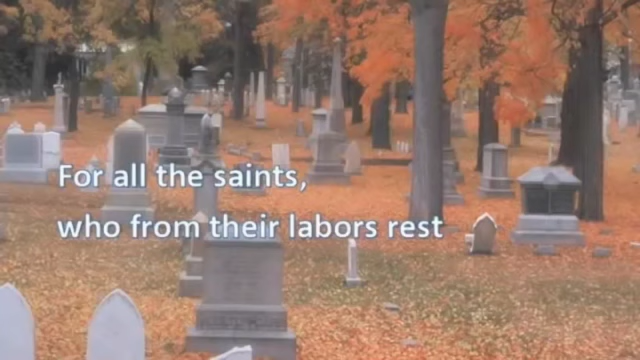 For all the saints,
who from their labors rest